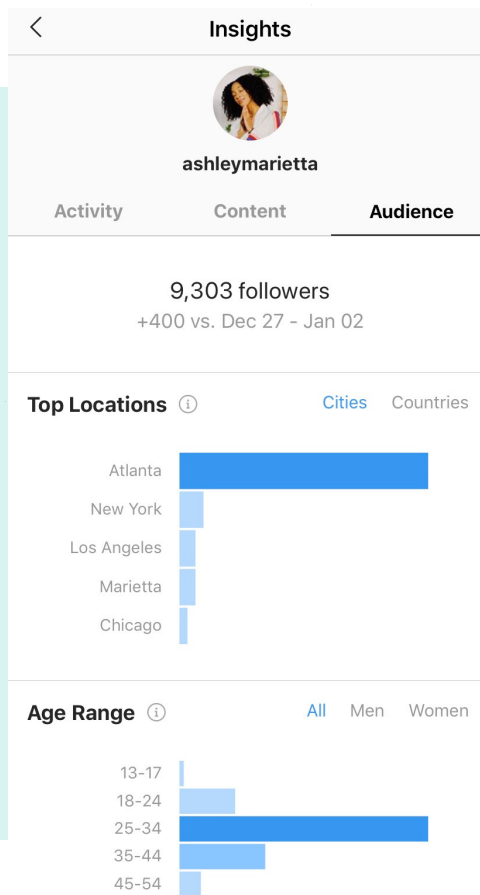 Insights
ashleymarietta
Activity Content Audience
9,303 followers
+400 vs. Dec 27 - Jan 02
Top Locations Cities Countries
Atlanta
New York
Los Angeles
Marietta
Chicago
Age Range All Men Women
13-17
18-24
25-34
35-44
45-54